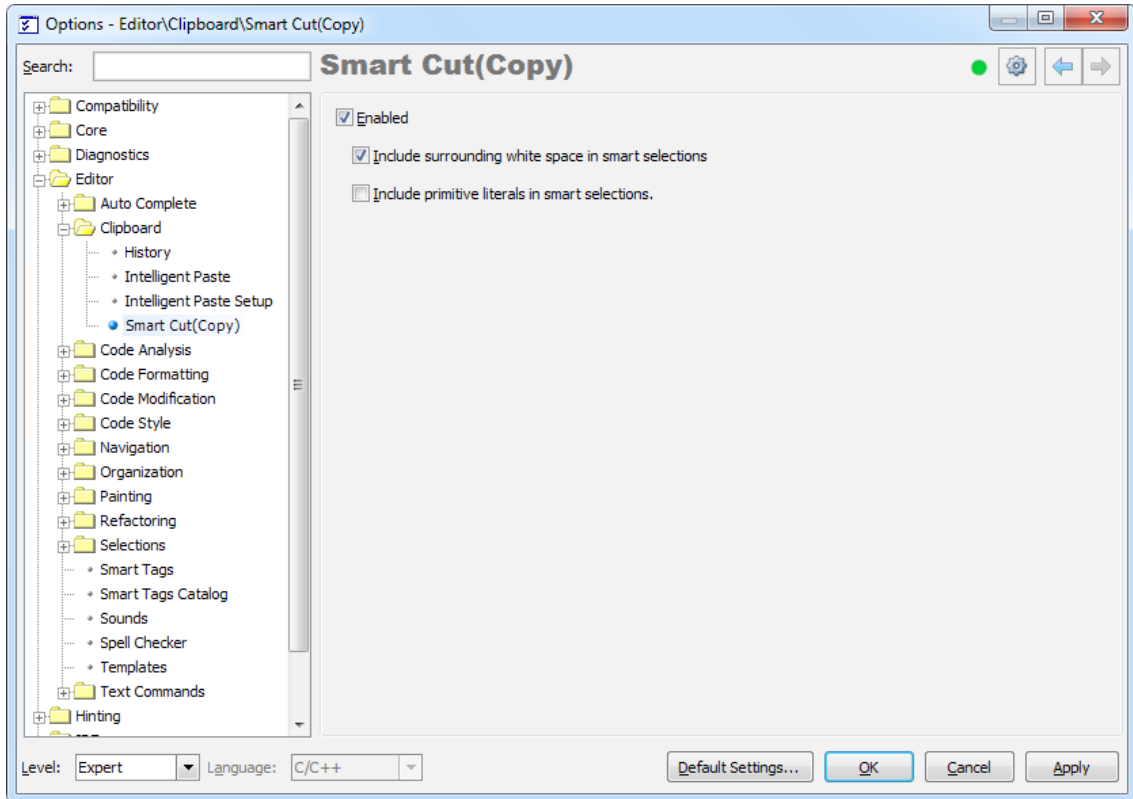 Options - Editor\Clipboard\Smart Cut(Copy)
Search:
Smart Cut(Copy)
Compatibility
Core
Diagnostics
Editor
Auto Complete
Clipboard
History
Intelligent Paste
Intelligent Paste Setup
Smart Cut(Copy)
Code Analysis
Code Formatting
Code Modification
Code Style
Navigation
Organization
Painting
Refactoring
Selections
Smart Tags
Smart Tags Catalog
Sounds
Spell Checker
Templates
Text Commands
Hinting
Enabled
Include surrounding white space in smart selections
Include primitive literals in smart selections.
Level: Expert Language: C/C++ Default Settings... OK Cancel Apply